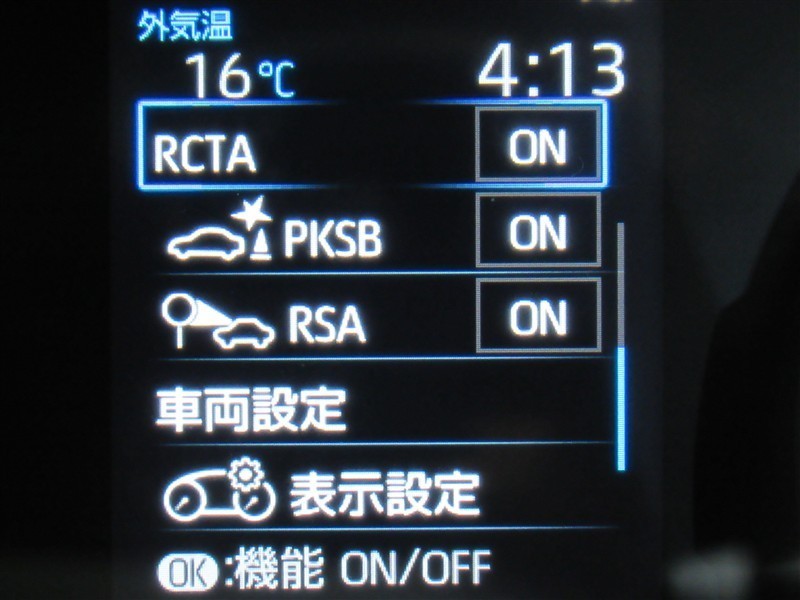 外気温
16℃ 4:13
RCTA ON
PKSB ON
RSA ON
車両設定
表示設定
OK:機能 ON/OFF